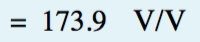 = 173.9 V/V